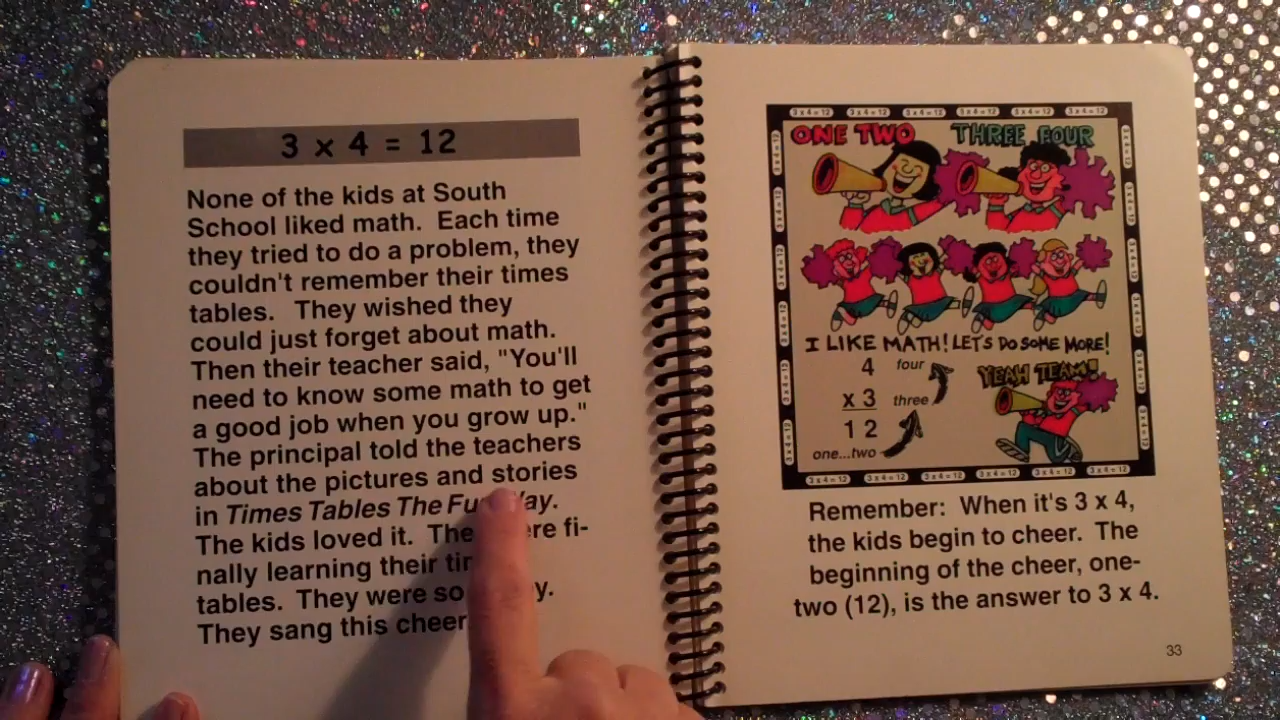 3 x 4 = 12
None of the kids at South
School liked math. Each time
they tried to do a problem, they
couldn't remember their times
tables. They wished they
could just forget about math.
Then their teacher said, "You'll
need to know some math to get
a good job when you grow up."
The principal told the teachers
about the pictures and stories
in Times Tables The Fun Way.
The kids loved it. They were fi-
nally learning their
tables. They were so
They sang this cheer
ONE TWO THREE FOUR
I LIKE MATH! LET'S DO SOME MORE!
4 four
x 3 three
12
one...two
YEAH TEAM!!
Remember: When it's 3 x 4,
the kids begin to cheer. The
beginning of the cheer, one-
two (12), is the answer to 3 x 4.
33